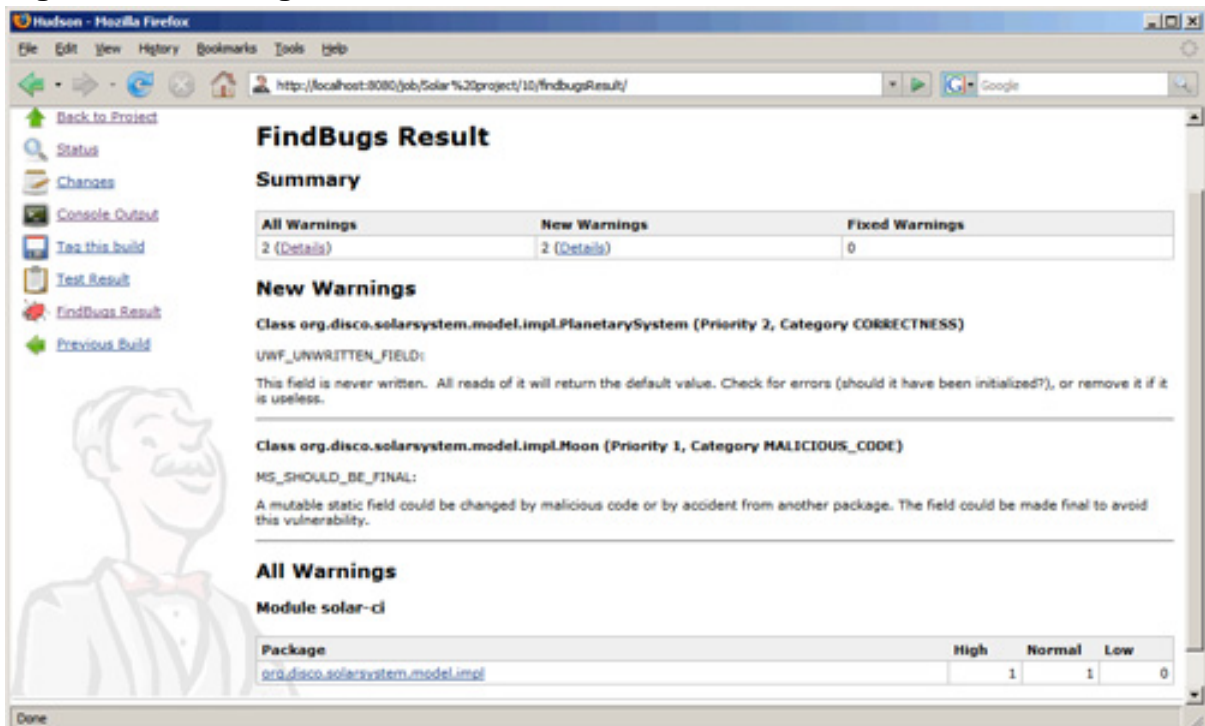 Hudson - Mozilla Firefox
File Edit View History Bookmarks Tools Help
http://localhost:8080/job/Solar%20project/10/findbugsResult/
Google
Back to Project
Status
Changes
Console Output
Tag this build
Test Result
FindBugs Result
Previous Build
FindBugs Result
Summary
All Warnings New Warnings Fixed Warnings
2 (Details) 2 (Details) 0
New Warnings
Class org.disco.solarsystem.model.impl.PlanetarySystem (Priority 2, Category CORRECTNESS)
UWF_UNWRITTEN_FIELD:
This field is never written. All reads of it will return the default value. Check for errors (should it have been initialized?), or remove it if it
is useless.
Class org.disco.solarsystem.model.impl.Moon (Priority 1, Category MALICIOUS_CODE)
MS_SHOULD_BE_FINAL:
A mutable static field could be changed by malicious code or by accident from another package. The field could be made final to avoid
this vulnerability.
All Warnings
Module solar-ci
Package High Normal Low
org.disco.solarsystem.model.impl 1 1 0
Done